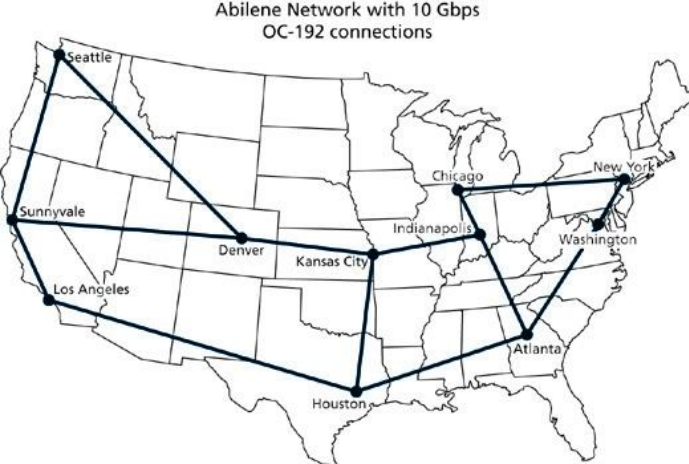 Abilene Network with 10 Gbps
OC-192 connections
Seattle
Chicago
New York
Sunnyvale
Indianapolis
Washington
Denver
Kansas City
Los Angeles
Atlanta
Houston